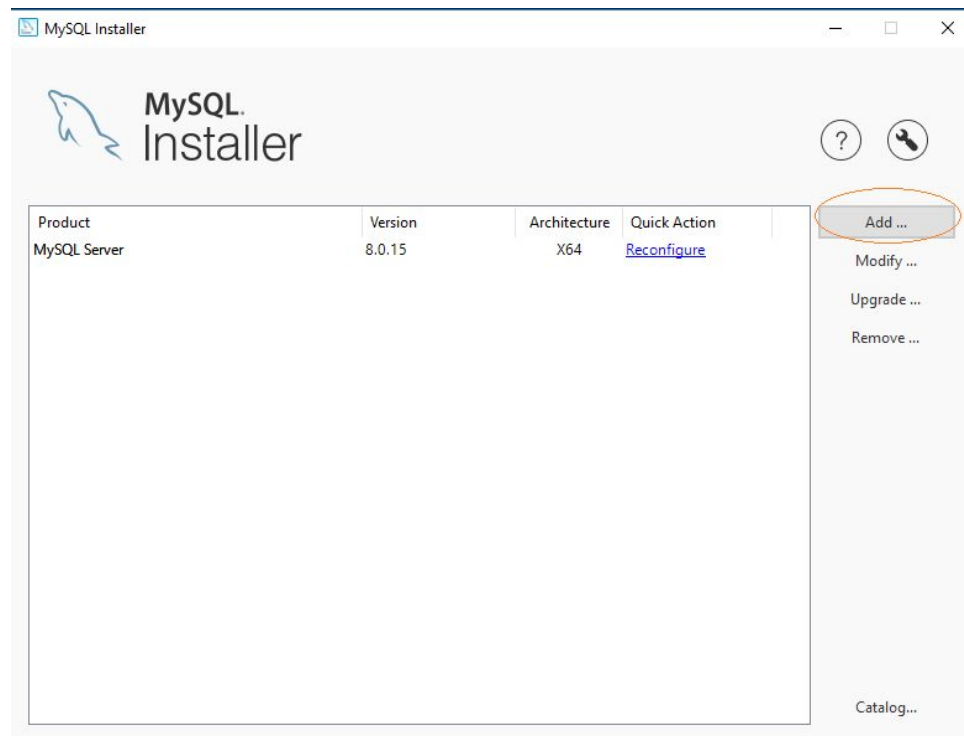 MySQL Installer
MySQL.
Installer
?
Product Version Architecture Quick Action
MySQL Server 8.0.15 X64 Reconfigure
Add ...
Modify ...
Upgrade ...
Remove ...
Catalog...